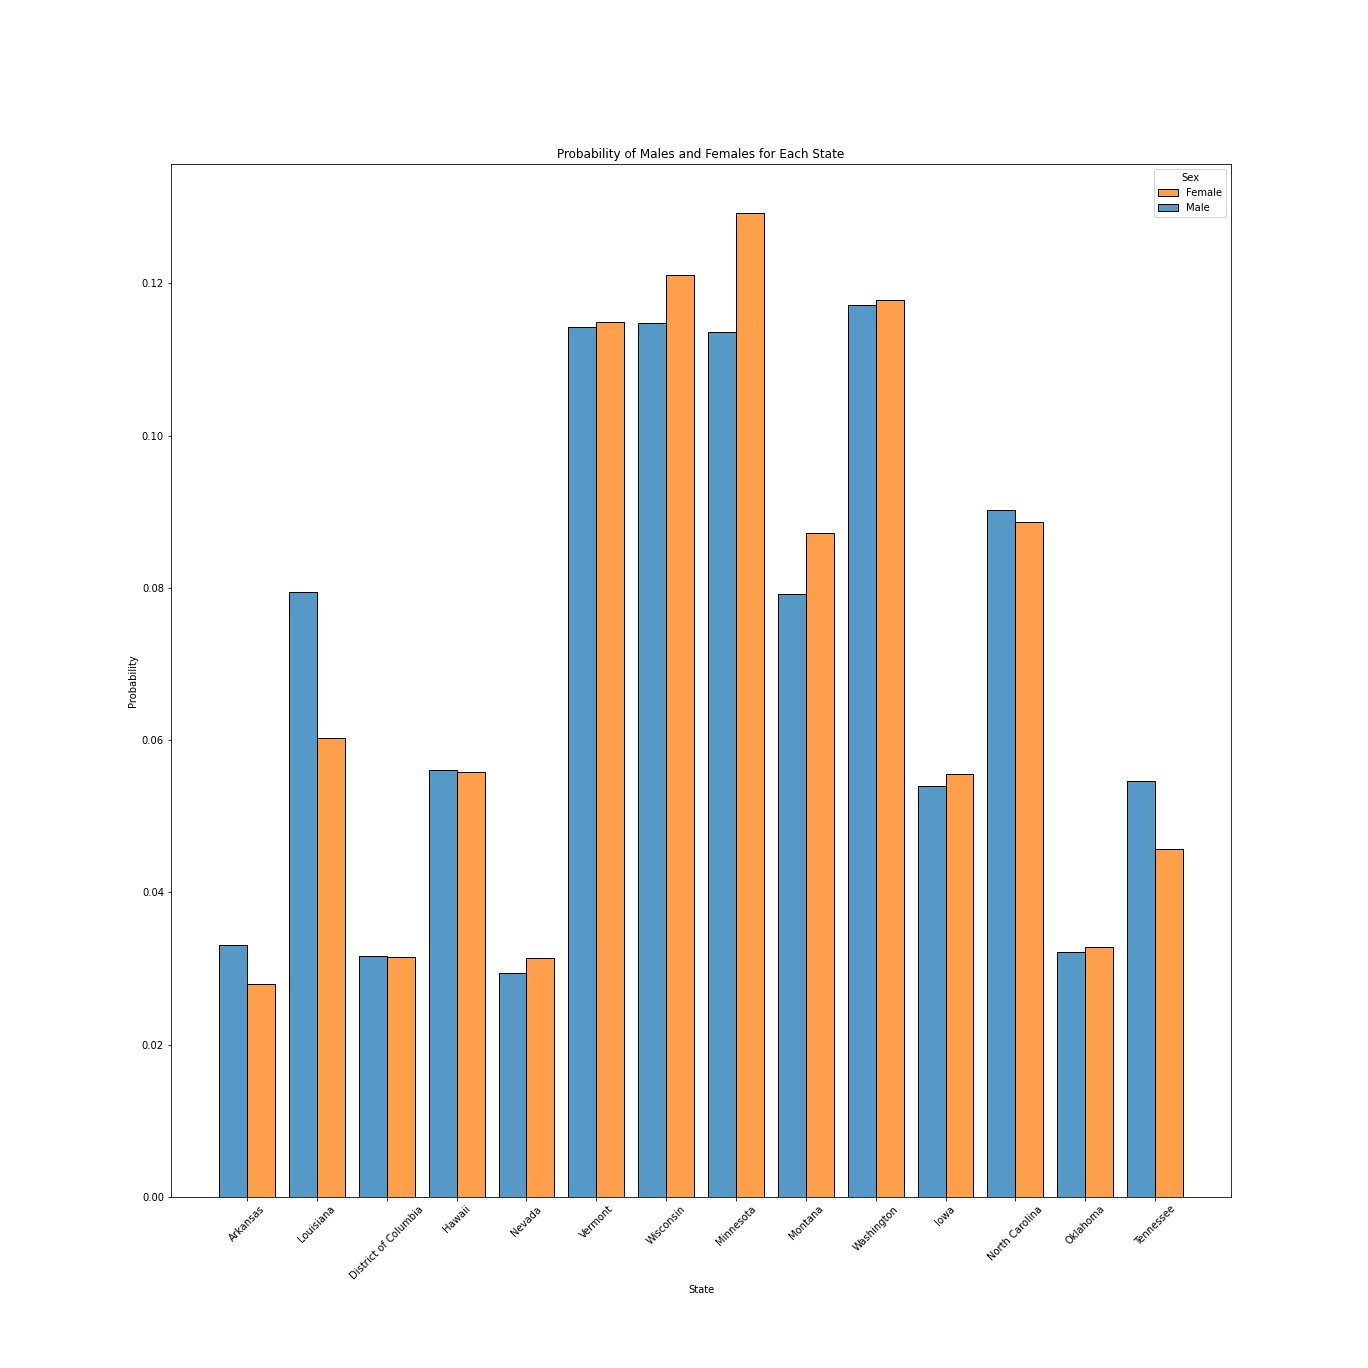 Probability of Males and Females for Each State
Sex
Female
Male
Probability
0.12
0.10
0.08
0.06
0.04
0.02
0.00
Arkansas
Louisiana
District of Columbia
Hawaii
Nevada
Vermont
Wisconsin
Minnesota
Montana
Washington
Iowa
North Carolina
Oklahoma
Tennessee
State